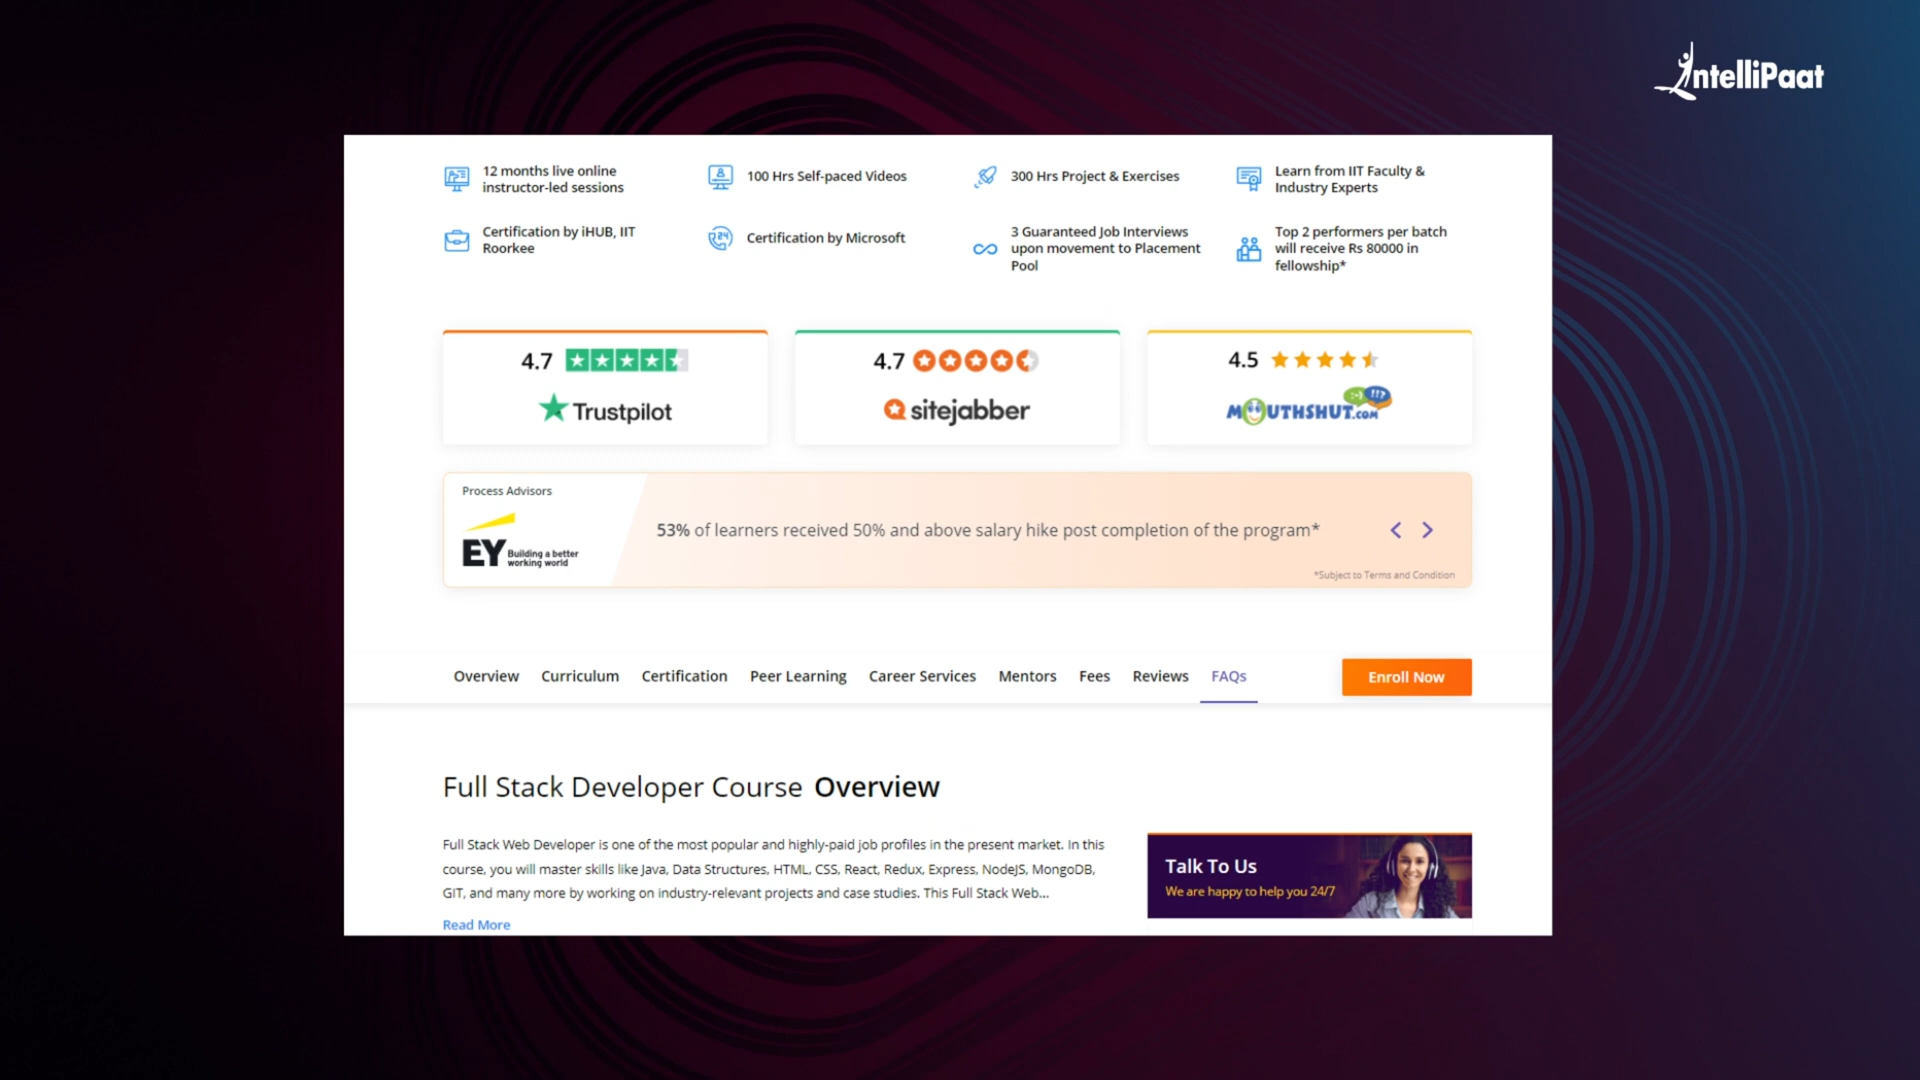 IntelliPaat
12 months live online
instructor-led sessions
100 Hrs Self-paced Videos
300 Hrs Project & Exercises
Learn from IIT Faculty &
Industry Experts
Certification by iHUB, IIT
Roorkee
24
Certification by Microsoft
3 Guaranteed Job Interviews
upon movement to Placement
Pool
Top 2 performers per batch
will receive Rs 80000 in
fellowship*
4.7
Trustpilot
4.7
sitejabber
4.5
:-) !!?
MOUTHSHUT.COM
Process Advisors
EY Building a better
working world
53% of learners received 50% and above salary hike post completion of the program*
*Subject to Terms and Condition
Overview Curriculum Certification Peer Learning Career Services Mentors Fees Reviews FAQs Enroll Now
Full Stack Developer Course Overview
Full Stack Web Developer is one of the most popular and highly-paid job profiles in the present market. In this
course, you will master skills like Java, Data Structures, HTML, CSS, React, Redux, Express, NodeJS, MongoDB,
GIT, and many more by working on industry-relevant projects and case studies. This Full Stack Web...
Read More
Talk To Us
We are happy to help you 24/7